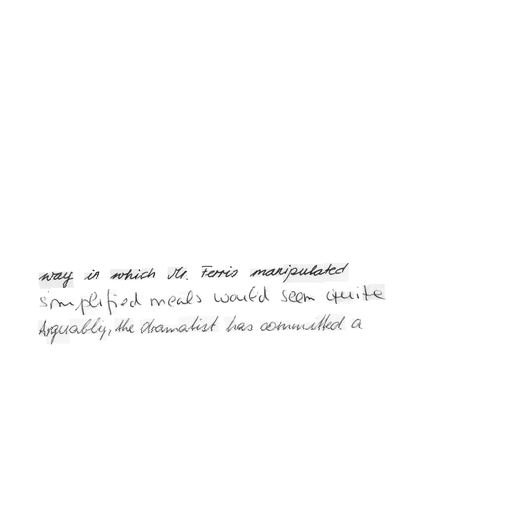 way in which Mr. Ferris manipulated
simplified meals would seem quite
Arguably, the dramatist has committed a